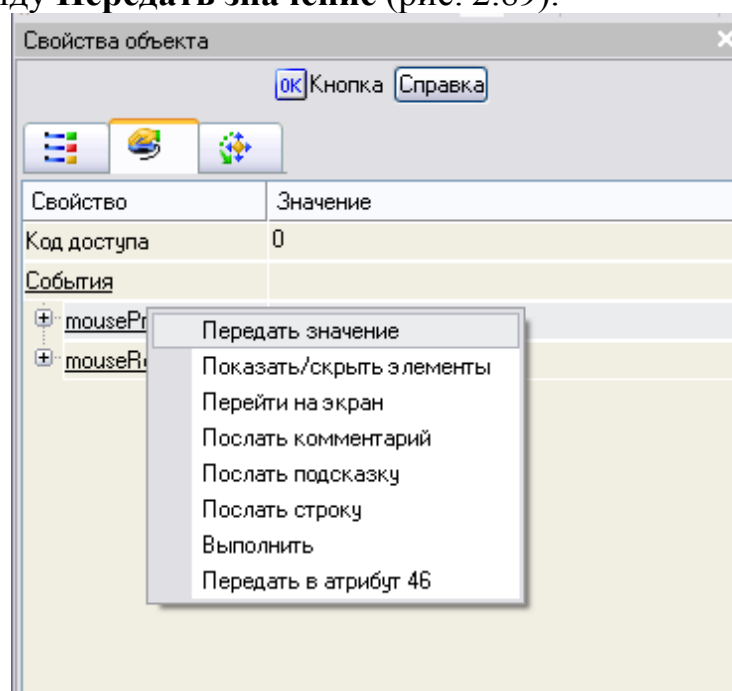 Передать значение (рис. 2.89).
Свойства объекта
OK Кнопка Справка
Свойство Значение
Код доступа 0
События
mousePr
mouseRe
Передать значение
Показать/скрыть элементы
Перейти на экран
Послать комментарий
Послать подсказку
Послать строку
Выполнить
Передать в атрибут 46